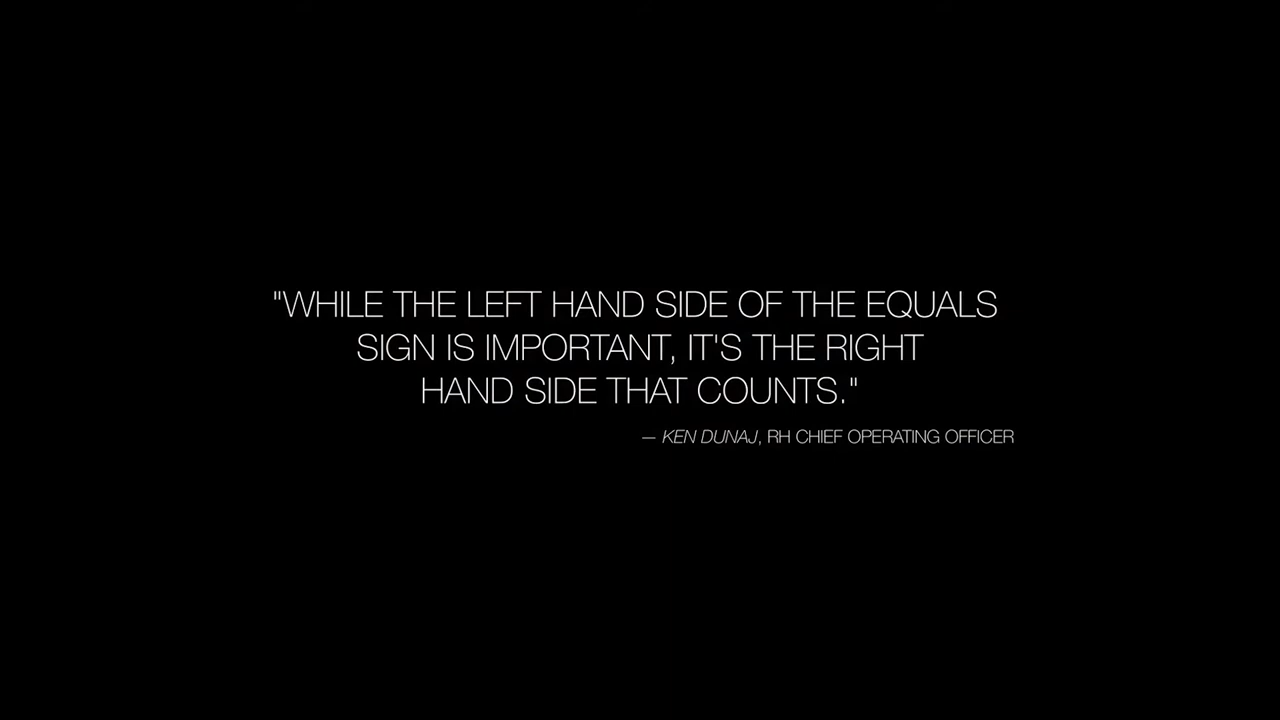 "WHILE THE LEFT HAND SIDE OF THE EQUALS
SIGN IS IMPORTANT, IT'S THE RIGHT
HAND SIDE THAT COUNTS."
— KEN DUNAJ, RH CHIEF OPERATING OFFICER